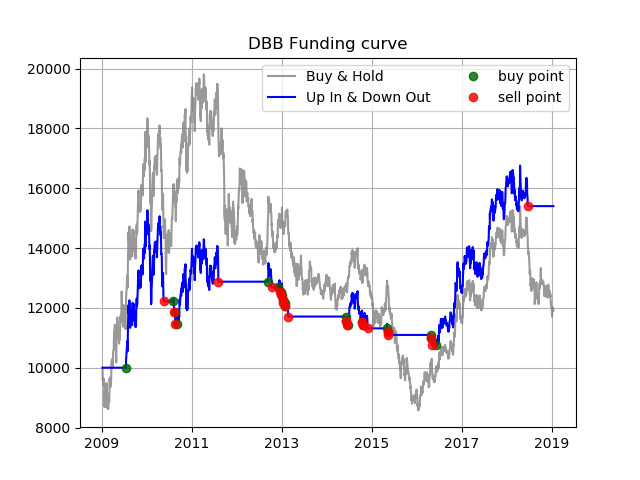 DBB Funding curve
Buy & Hold
Up In & Down Out
buy point
sell point
20000
18000
16000
14000
12000
10000
8000
2009
2011
2013
2015
2017
2019